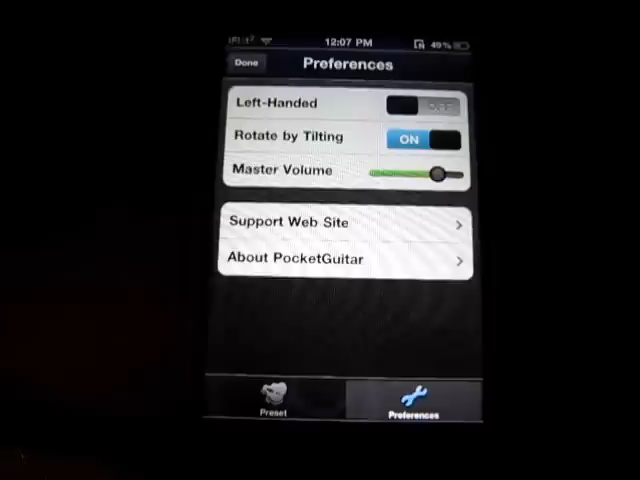 12:07 PM 49%
Done Preferences
Left-Handed OFF
Rotate by Tilting ON
Master Volume
Support Web Site
About PocketGuitar
Preset Preferences